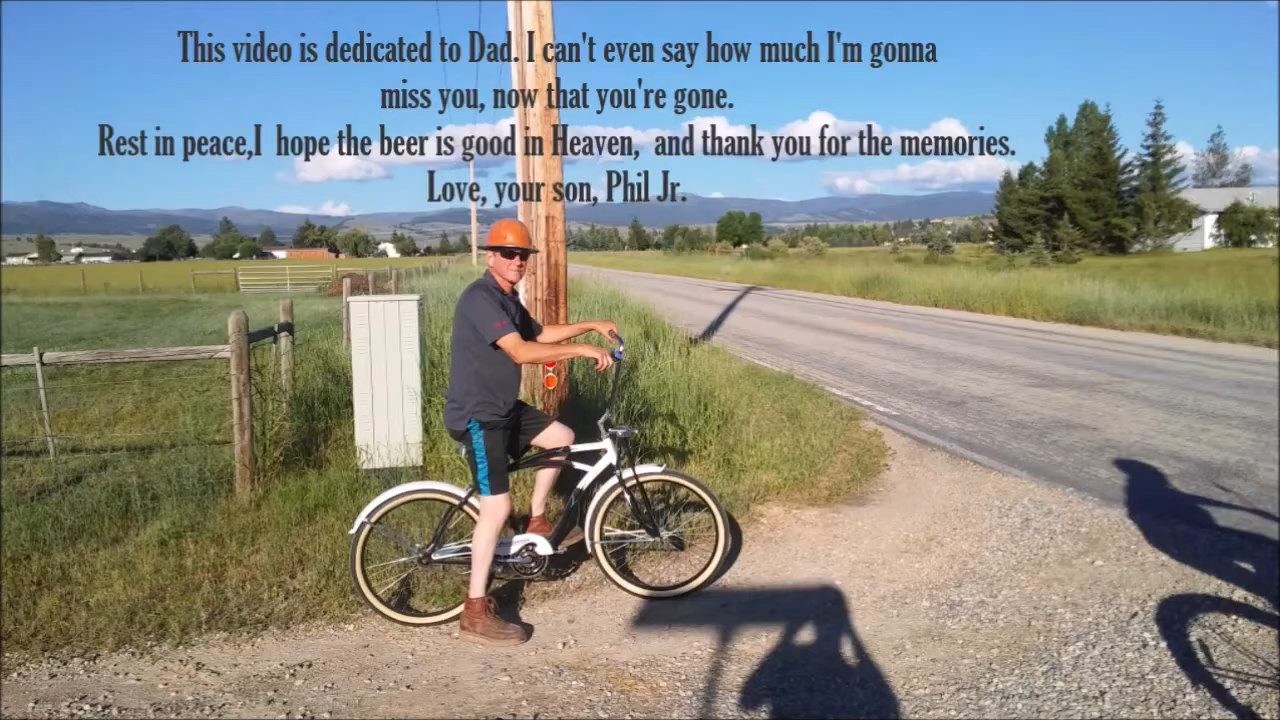 This video is dedicated to Dad. I can't even say how much I'm gonna
miss you, now that you're gone.
Rest in peace,I  hope the beer is good in Heaven,  and thank you for the memories.
Love, your son, Phil Jr.